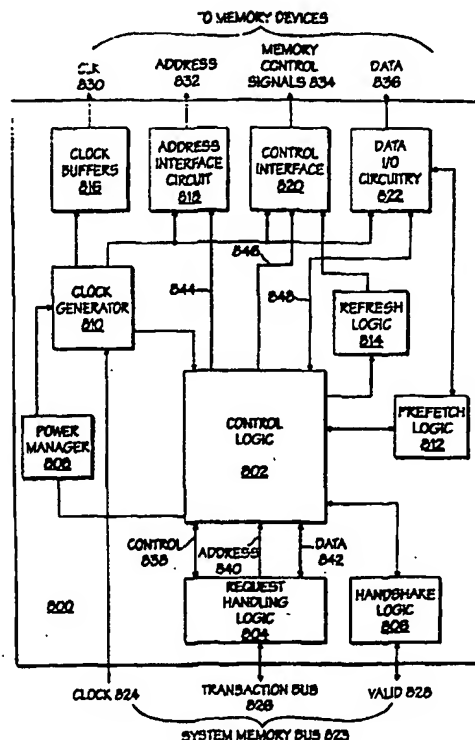 TO MEMORY DEVICES
CLK
830
ADDRESS
832
MEMORY
CONTROL
SIGNALS 834
DATA
836
CLOCK
BUFFERS
816
ADDRESS
INTERFACE
CIRCUIT
818
CONTROL
INTERFACE
820
DATA
I/O
CIRCUITRY
822
846
844
848
CLOCK
GENERATOR
810
REFRESH
LOGIC
814
POWER
MANAGER
808
CONTROL
LOGIC
802
PREFETCH
LOGIC
812
CONTROL
838
ADDRESS
840
DATA
842
800
REQUEST
HANDLING
LOGIC
804
HANDSHAKE
LOGIC
806
CLOCK 824
TRANSACTION BUS
826
VALID 828
SYSTEM MEMORY BUS 823